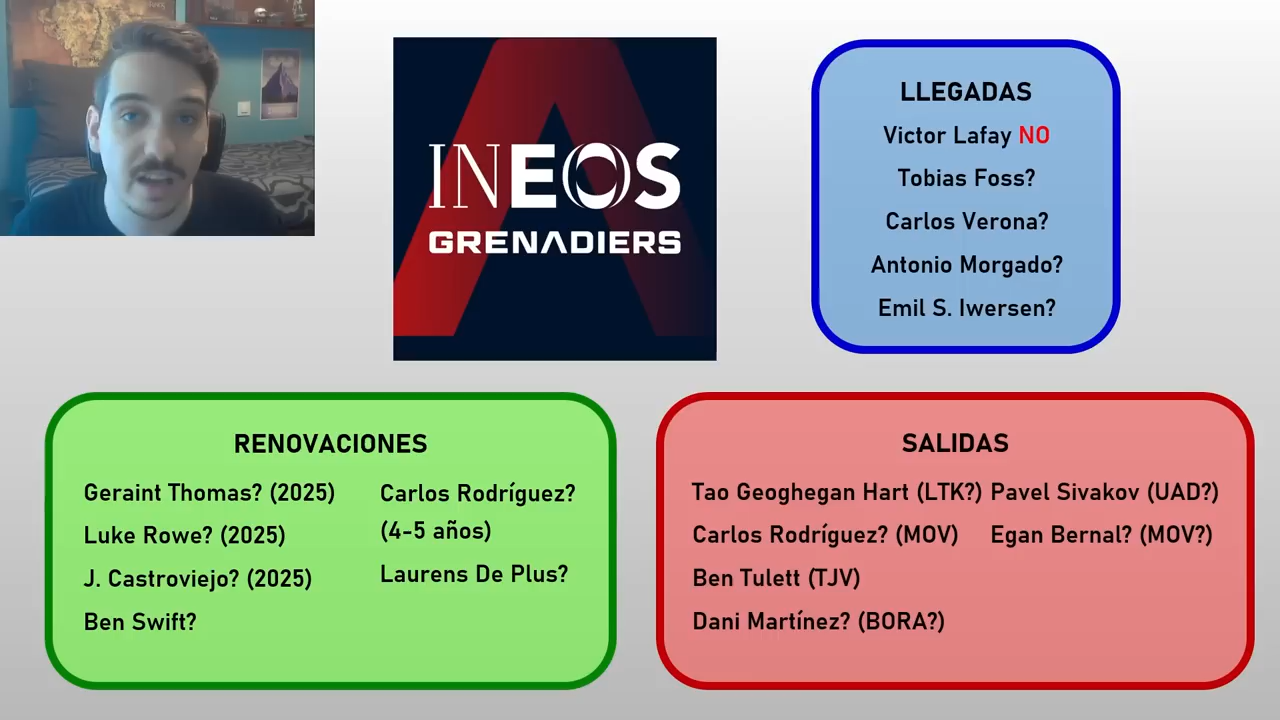 INEOS
GRENADIERS
LLEGADAS
Victor Lafay NO
Tobias Foss?
Carlos Verona?
Antonio Morgado?
Emil S. Iwersen?
RENOVACIONES
Geraint Thomas? (2025)
Luke Rowe? (2025)
J. Castroviejo? (2025)
Ben Swift?
Carlos Rodríguez?
(4-5 años)
Laurens De Plus?
SALIDAS
Tao Geoghegan Hart (LTK?)
Carlos Rodríguez? (MOV)
Ben Tulett (TJV)
Dani Martínez? (BORA?)
Pavel Sivakov (UAD?)
Egan Bernal? (MOV?)